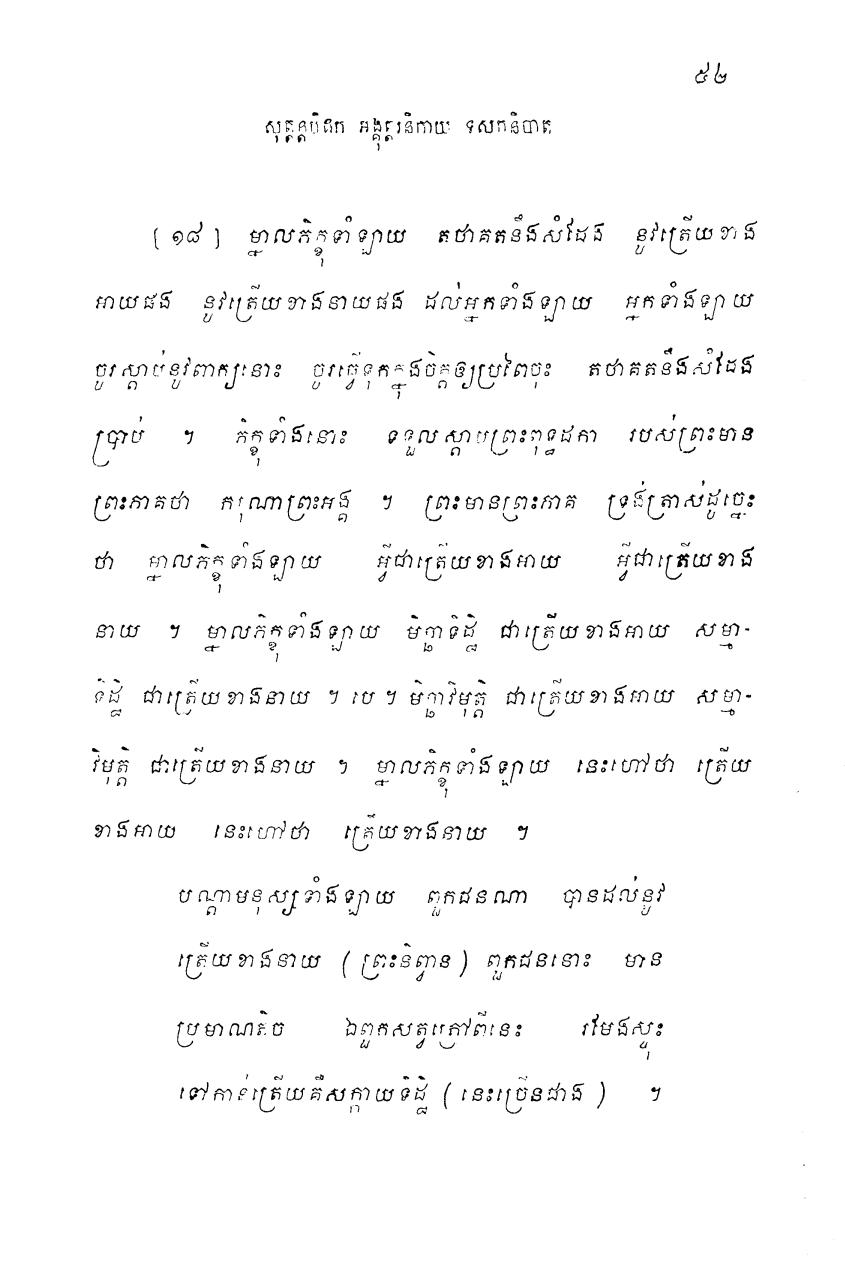 ៥២
សុត្តន្តបិដក អង្គុត្តរនិកាយ ទសកនិបាត
[ ១៨ ] ម្នាលភិក្ខុទាំឡាយ តថាគតនឹងសំដែង នូវត្រើយខាង
អាយផង នូវត្រើយខាងនាយផង ដល់អ្នកទាំងឡាយ អ្នកទាំងឡាយ
ចូរស្តាប់នូវពាក្យនោះ ចូរធ្វើទុកក្នុងចិត្តឲ្យប្រពៃចុះ តថាគតនឹងសំដែង
ប្រាប់ ។ ភិក្ខុទាំងនោះ ទទួលស្តាបព្រះពុទ្ធដីកា របស់ព្រះមាន
ព្រះភាគថា ករុណាព្រះអង្គ ។ ព្រះមានព្រះភាគ ទ្រង់ត្រាស់ដូច្នេះ
ថា ម្នាលភិក្ខុទាំងឡាយ អ្វីជាត្រើយខាងអាយ អ្វីជាត្រើយខាង
នាយ ។ ម្នាលភិក្ខុទាំងឡាយ មិច្ឆាទិដ្ឋិ ជាត្រើយខាងអាយ សម្មា-
ទិដ្ឋិ ជាត្រើយខាងនាយ ។ បេ ។ មិច្ឆាវិមុត្តិ ជាត្រើយខាងអាយ សម្មា-
វិមុត្តិ ជាត្រើយខាងនាយ ។ ម្នាលភិក្ខុទាំងឡាយ នេះហៅថា ត្រើយ
ខាងអាយ នេះហៅថា ត្រើយខាងនាយ ។
បណ្តាមនុស្សទាំងឡាយ ពួកជនណា បានដល់នូវ
ត្រើយខាងនាយ ( ព្រះនិព្វាន ) ពួកជននោះ មាន
ប្រមាណតិច ឯពួកសត្វក្រៅពីនេះ រមែងស្ទុះ
ទៅកាន់ត្រើយគឺសក្កាយទិដ្ឋិ ( នេះច្រើនជាង ) ។